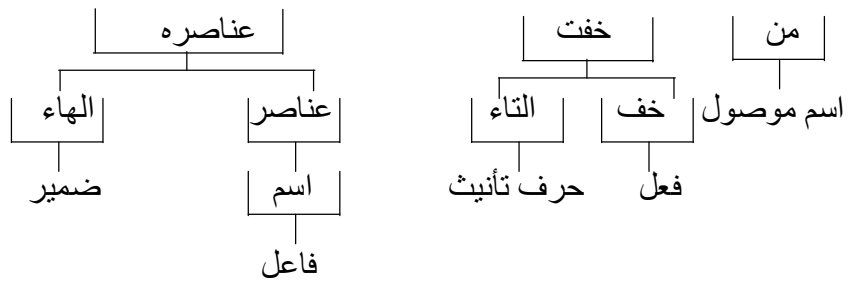 من خفت عناصره
اسم موصول خف التاء عناصر الهاء
فعل حرف تأنيث اسم ضمير
فاعل